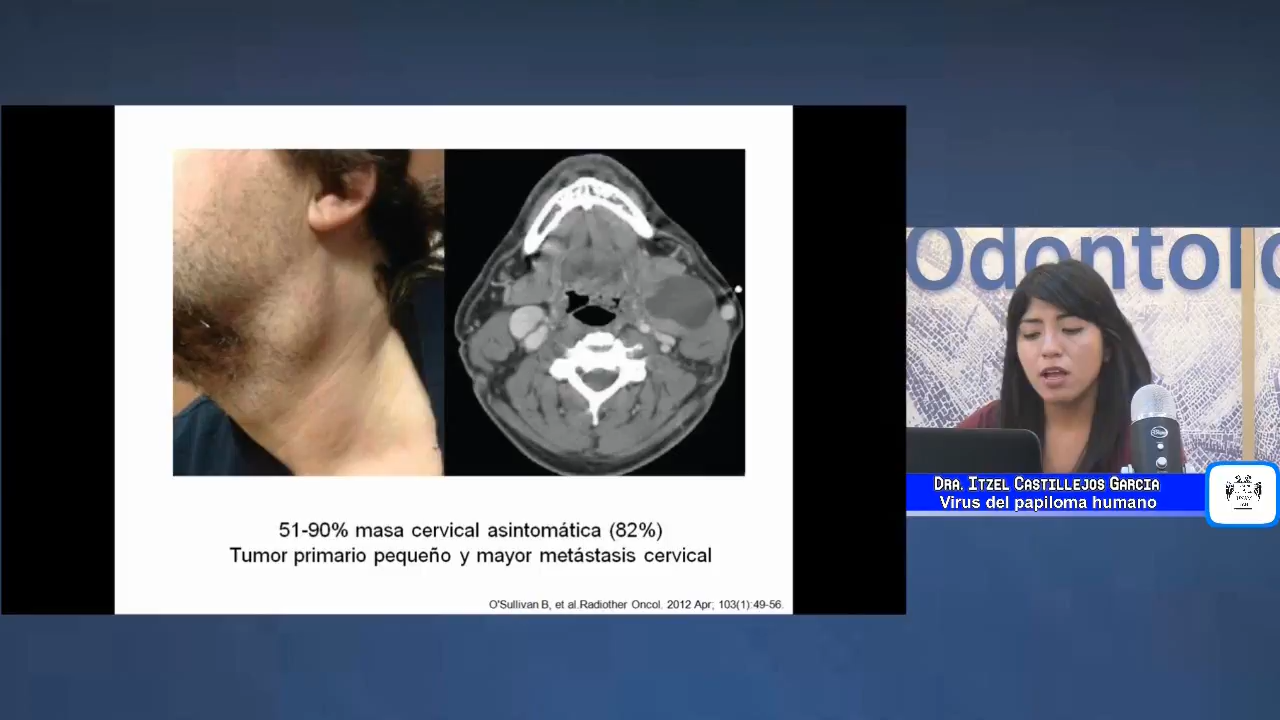 51-90% masa cervical asintomática (82%)
Tumor primario pequeño y mayor metástasis cervical
O'Sullivan B, et al.Radiother Oncol. 2012 Apr; 103(1):49-56.
Odontolo
DRA. ITZEL CASTILLEJOS GARCIA
Virus del papiloma humano